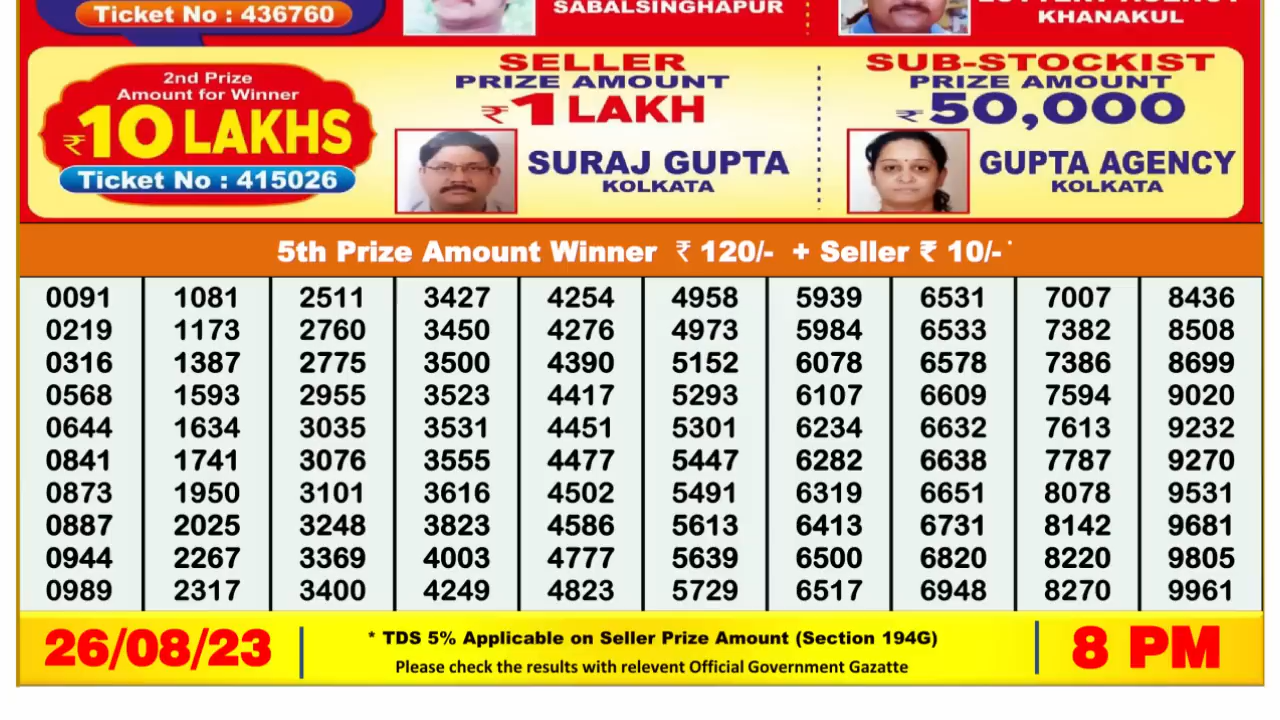 Ticket No : 436760
SABALSINGHAPUR
KHANAKUL
2nd Prize
Amount for Winner
₹10 LAKHS
Ticket No : 415026
SELLER
PRIZE AMOUNT
₹1 LAKH
SURAJ GUPTA
KOLKATA
SUB-STOCKIST
PRIZE AMOUNT
₹50,000
GUPTA AGENCY
KOLKATA
5th Prize Amount Winner ₹ 120/- + Seller ₹ 10/-*
0091 1081 2511 3427 4254 4958 5939 6531 7007 8436
0219 1173 2760 3450 4276 4973 5984 6533 7382 8508
0316 1387 2775 3500 4390 5152 6078 6578 7386 8699
0568 1593 2955 3523 4417 5293 6107 6609 7594 9020
0644 1634 3035 3531 4451 5301 6234 6632 7613 9232
0841 1741 3076 3555 4477 5447 6282 6638 7787 9270
0873 1950 3101 3616 4502 5491 6319 6651 8078 9531
0887 2025 3248 3823 4586 5613 6413 6731 8142 9681
0944 2267 3369 4003 4777 5639 6500 6820 8220 9805
0989 2317 3400 4249 4823 5729 6517 6948 8270 9961
26/08/23
* TDS 5% Applicable on Seller Prize Amount (Section 194G)
Please check the results with relevent Official Government Gazatte
8 PM